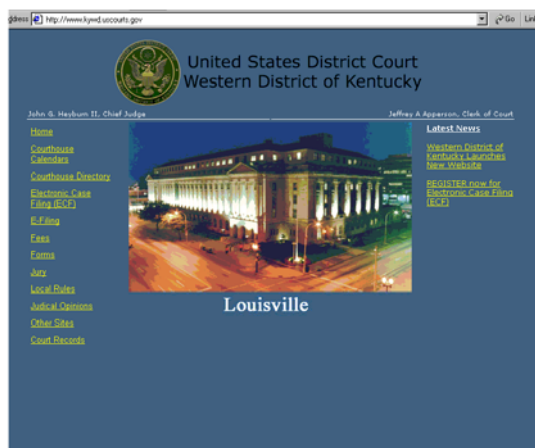 ddress http://www.kywd.uscourts.gov Go Lin
United States District Court
Western District of Kentucky
John G. Heyburn II, Chief Judge Jeffrey A Apperson, Clerk of Court
Home
Courthouse
Calendars
Courthouse Directory
Electronic Case
Filing (ECF)
E-Filing
Fees
Forms
Jury
Local Rules
Judicial Opinions
Other Sites
Court Records
Louisville
Latest News
Western District of
Kentucky Launches
New Website
REGISTER now for
Electronic Case Filing
(ECF)